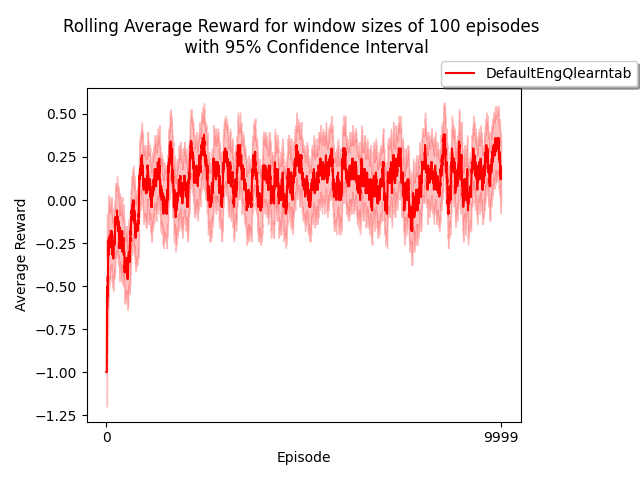 Rolling Average Reward for window sizes of 100 episodes
with 95% Confidence Interval
DefaultEngQlearntab
0.50
0.25
0.00
−0.25
−0.50
−0.75
−1.00
−1.25
Average Reward
0
9999
Episode